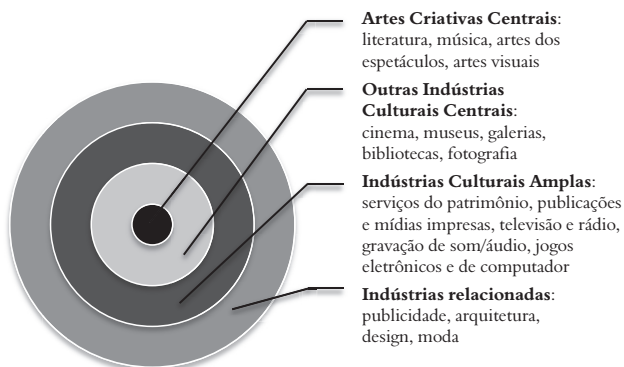 Artes Criativas Centrais:
literatura, música, artes dos
espetáculos, artes visuais
Outras Indústrias
Culturais Centrais:
cinema, museus, galerias,
bibliotecas, fotografia
Indústrias Culturais Amplas:
serviços do patrimônio, publicações
e mídias impresas, televisão e rádio,
gravação de som/áudio, jogos
eletrônicos e de computador
Indústrias relacionadas:
publicidade, arquitetura,
design, moda